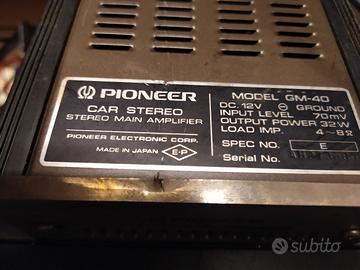 PIONEER
CAR STEREO
STEREO MAIN AMPLIFIER
PIONEER ELECTRONIC CORP.
MADE IN JAPAN E·P
MODEL GM-40
DC. 12V ⊖ GROUND
INPUT LEVEL 70mV
OUTPUT POWER 32W
LOAD IMP. 4~8Ω
SPEC NO. E
Serial No.
subito